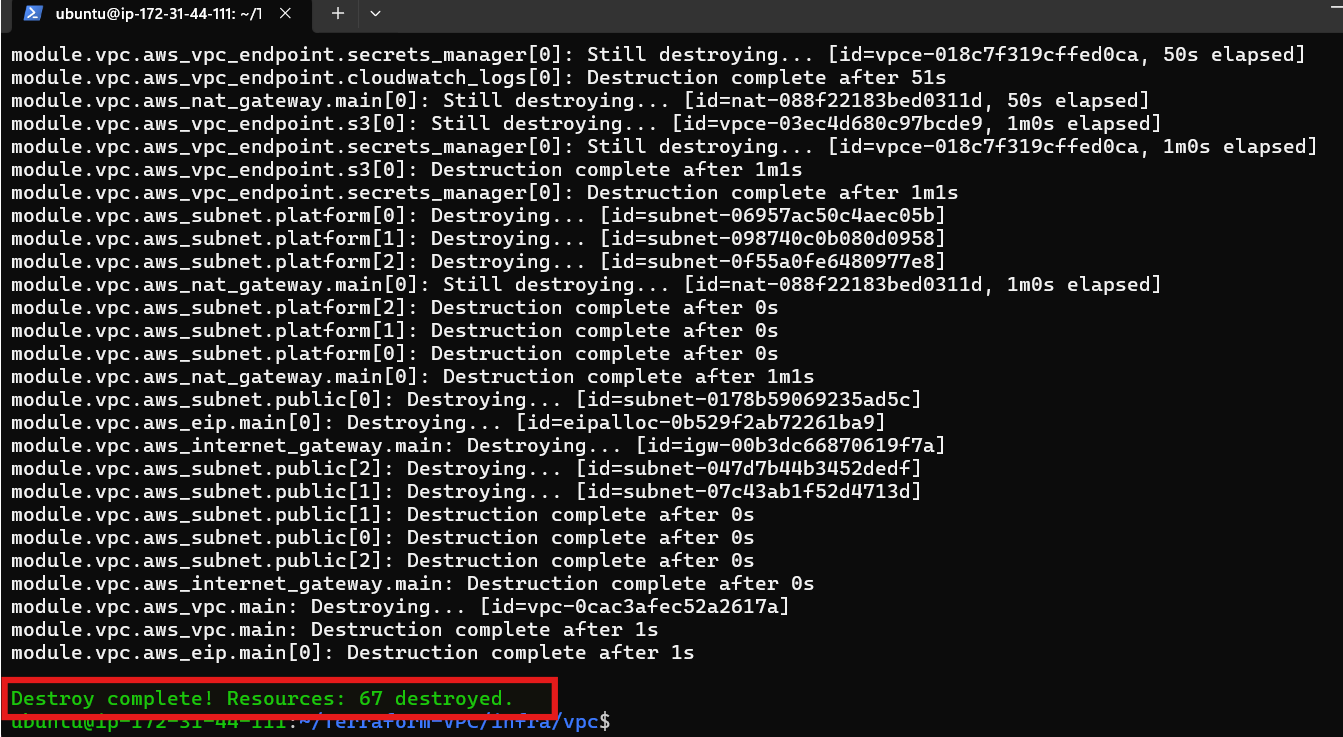 ubuntu@ip-172-31-44-111: ~/T
module.vpc.aws_vpc_endpoint.secrets_manager[0]: Still destroying... [id=vpce-018c7f319cffed0ca, 50s elapsed]
module.vpc.aws_vpc_endpoint.cloudwatch_logs[0]: Destruction complete after 51s
module.vpc.aws_nat_gateway.main[0]: Still destroying... [id=nat-088f22183bed0311d, 50s elapsed]
module.vpc.aws_vpc_endpoint.s3[0]: Still destroying... [id=vpce-03ec4d680c97bcde9, 1m0s elapsed]
module.vpc.aws_vpc_endpoint.secrets_manager[0]: Still destroying... [id=vpce-018c7f319cffed0ca, 1m0s elapsed]
module.vpc.aws_vpc_endpoint.s3[0]: Destruction complete after 1m1s
module.vpc.aws_vpc_endpoint.secrets_manager[0]: Destruction complete after 1m1s
module.vpc.aws_subnet.platform[0]: Destroying... [id=subnet-06957ac50c4aec05b]
module.vpc.aws_subnet.platform[1]: Destroying... [id=subnet-098740c0b080d0958]
module.vpc.aws_subnet.platform[2]: Destroying... [id=subnet-0f55a0fe6480977e8]
module.vpc.aws_nat_gateway.main[0]: Still destroying... [id=nat-088f22183bed0311d, 1m0s elapsed]
module.vpc.aws_subnet.platform[2]: Destruction complete after 0s
module.vpc.aws_subnet.platform[1]: Destruction complete after 0s
module.vpc.aws_subnet.platform[0]: Destruction complete after 0s
module.vpc.aws_nat_gateway.main[0]: Destruction complete after 1m1s
module.vpc.aws_subnet.public[0]: Destroying... [id=subnet-0178b59069235ad5c]
module.vpc.aws_eip.main[0]: Destroying... [id=eipalloc-0b529f2ab72261ba9]
module.vpc.aws_internet_gateway.main: Destroying... [id=igw-00b3dc66870619f7a]
module.vpc.aws_subnet.public[2]: Destroying... [id=subnet-047d7b44b3452dedf]
module.vpc.aws_subnet.public[1]: Destroying... [id=subnet-07c43ab1f52d4713d]
module.vpc.aws_subnet.public[1]: Destruction complete after 0s
module.vpc.aws_subnet.public[0]: Destruction complete after 0s
module.vpc.aws_subnet.public[2]: Destruction complete after 0s
module.vpc.aws_internet_gateway.main: Destruction complete after 0s
module.vpc.aws_vpc.main: Destroying... [id=vpc-0cac3afec52a2617a]
module.vpc.aws_vpc.main: Destruction complete after 1s
module.vpc.aws_eip.main[0]: Destruction complete after 1s
Destroy complete! Resources: 67 destroyed.
ubuntu@ip-172-31-44-111:~/Terraform-VPC/infra/vpc$